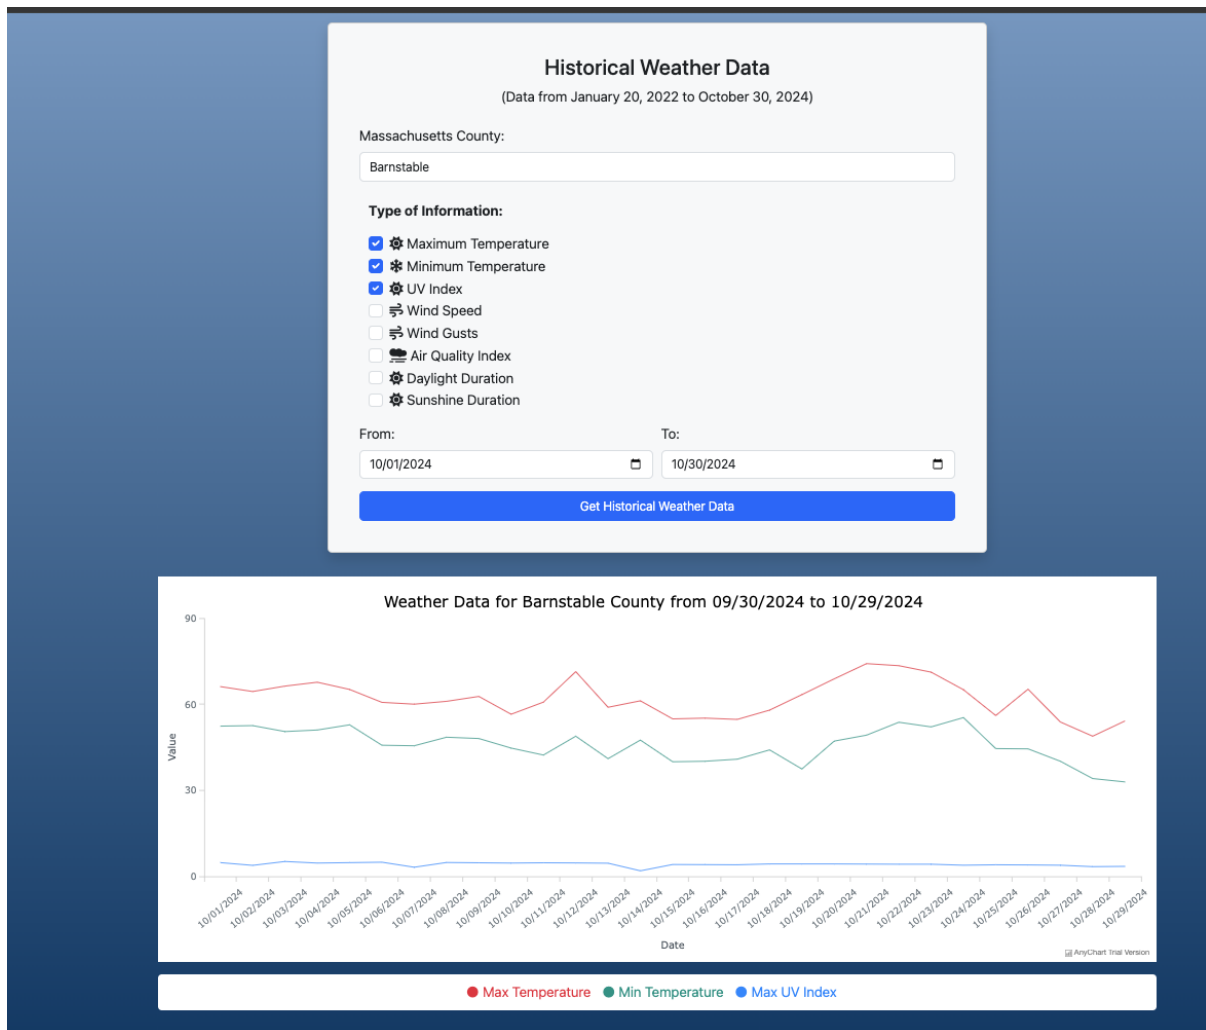 Historical Weather Data
(Data from January 20, 2022 to October 30, 2024)
Massachusetts County:
Barnstable
Type of Information:
Maximum Temperature
Minimum Temperature
UV Index
Wind Speed
Wind Gusts
Air Quality Index
Daylight Duration
Sunshine Duration
From: To:
10/01/2024 10/30/2024
Get Historical Weather Data
Weather Data for Barnstable County from 09/30/2024 to 10/29/2024
90
60
Value
30
0
10/01/2024 10/02/2024 10/03/2024 10/04/2024 10/05/2024 10/06/2024 10/07/2024 10/08/2024 10/09/2024 10/10/2024 10/11/2024 10/12/2024 10/13/2024 10/14/2024 10/15/2024 10/16/2024 10/17/2024 10/18/2024 10/19/2024 10/20/2024 10/21/2024 10/22/2024 10/23/2024 10/24/2024 10/25/2024 10/26/2024 10/27/2024 10/28/2024 10/29/2024
Date
AnyChart Trial Version
Max Temperature Min Temperature Max UV Index